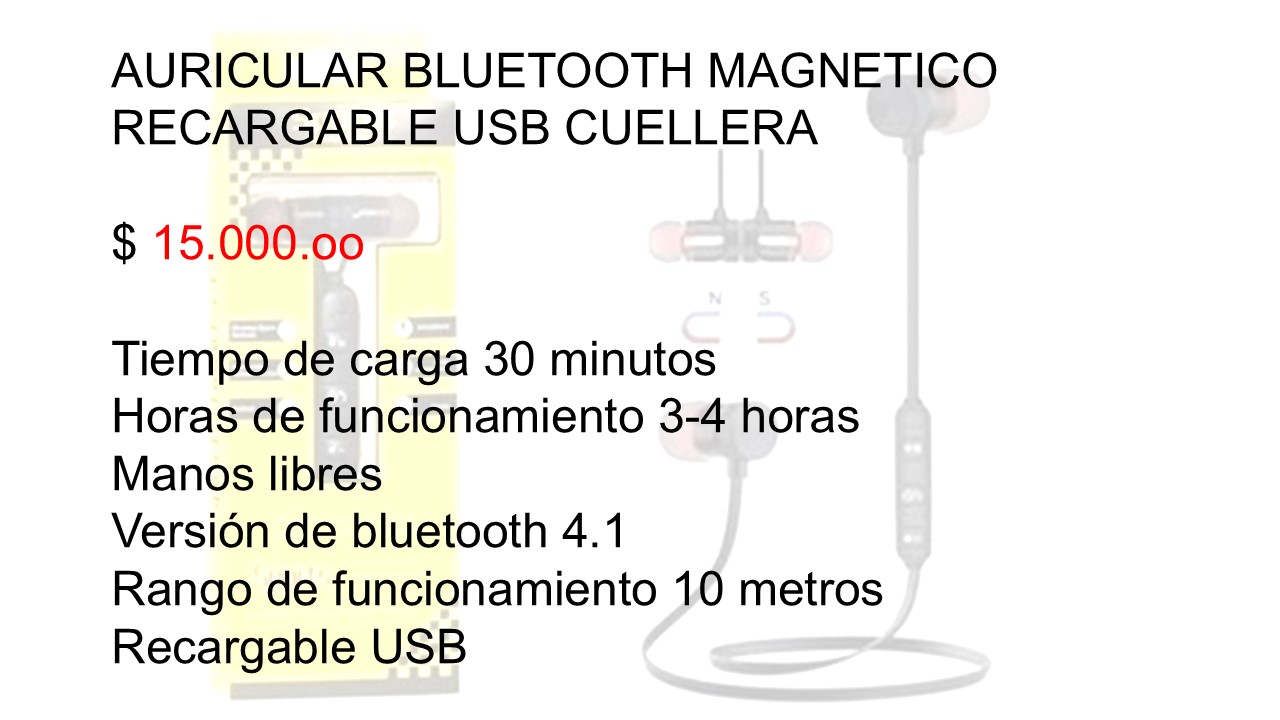 AURICULAR BLUETOOTH MAGNETICO
RECARGABLE USB CUELLERA
$ 15.000.oo
N S
Tiempo de carga 30 minutos
Horas de funcionamiento 3-4 horas
Manos libres
Versión de bluetooth 4.1
Rango de funcionamiento 10 metros
Recargable USB